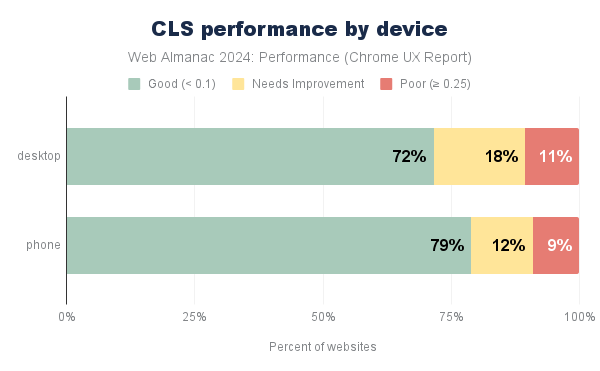 CLS performance by device
Web Almanac 2024: Performance (Chrome UX Report)
Good (< 0.1) Needs Improvement Poor (≥ 0.25)
desktop 72% 18% 11%
phone 79% 12% 9%
0% 25% 50% 75% 100%
Percent of websites